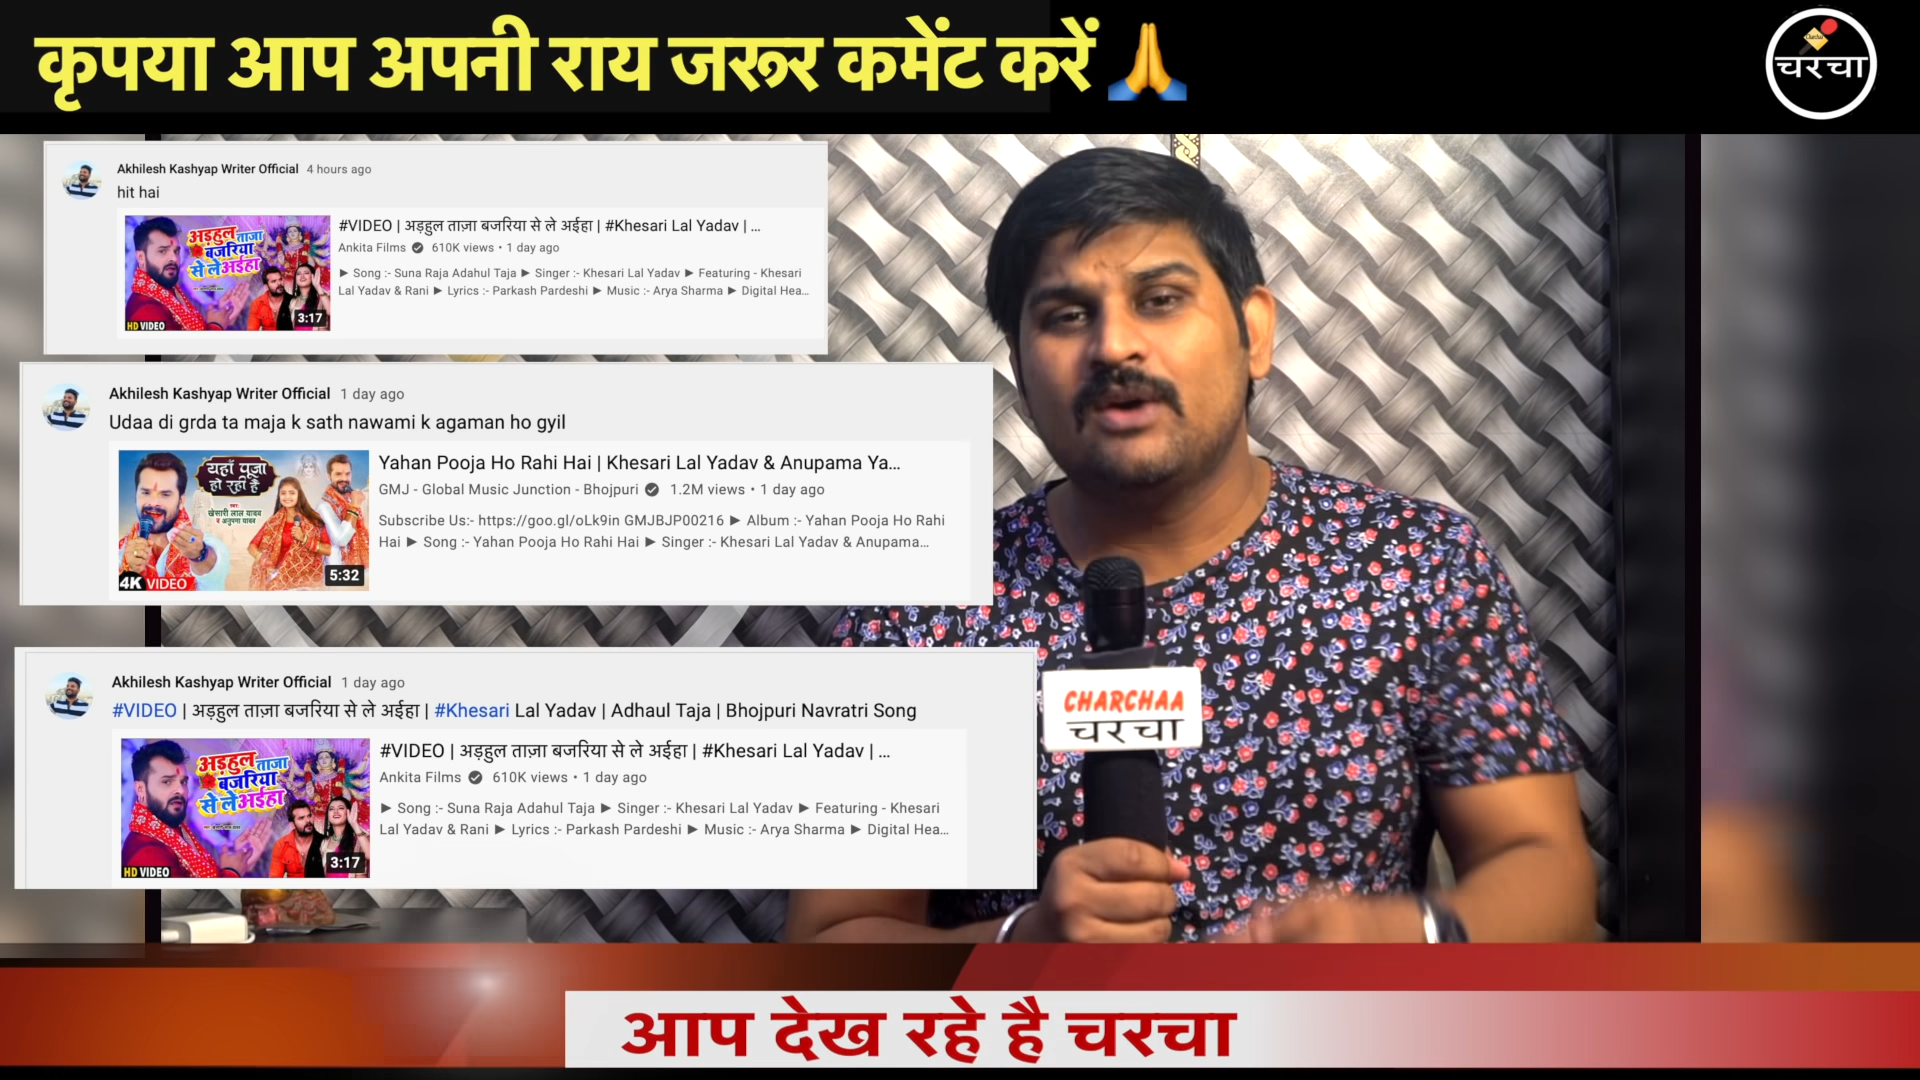 कृपया आप अपनी राय जरूर कमेंट करें🙏
चरचा
Akhilesh Kashyap Writer Official 4 hours ago
hit hai
अड़हुल ताजा
बजरिया
से ले अईहा
HD VIDEO
3:17
#VIDEO | अड़हुल ताज़ा बजरिया से ले अईहा | #Khesari Lal Yadav | ...
Ankita Films 610K views • 1 day ago
► Song :- Suna Raja Adahul Taja ► Singer :- Khesari Lal Yadav ► Featuring - Khesari
Lal Yadav & Rani ► Lyrics :- Parkash Pardeshi ► Music :- Arya Sharma ► Digital Hea...
Akhilesh Kashyap Writer Official 1 day ago
Udaa di grda ta maja k sath nawami k agaman ho gyil
यहाँ पूजा
हो रही है
खेसारी लाल यादव
व अनुपमा यादव
4K VIDEO
5:32
Yahan Pooja Ho Rahi Hai | Khesari Lal Yadav & Anupama Ya...
GMJ - Global Music Junction - Bhojpuri 1.2M views • 1 day ago
Subscribe Us:- https://goo.gl/oLk9in GMJBJP00216 ► Album :- Yahan Pooja Ho Rahi
Hai ► Song :- Yahan Pooja Ho Rahi Hai ► Singer :- Khesari Lal Yadav & Anupama...
Akhilesh Kashyap Writer Official 1 day ago
#VIDEO | अड़हुल ताज़ा बजरिया से ले अईहा | #Khesari Lal Yadav | Adhaul Taja | Bhojpuri Navratri Song
अड़हुल ताजा
बजरिया
से ले अईहा
HD VIDEO
3:17
#VIDEO | अड़हुल ताज़ा बजरिया से ले अईहा | #Khesari Lal Yadav | ...
Ankita Films 610K views • 1 day ago
► Song :- Suna Raja Adahul Taja ► Singer :- Khesari Lal Yadav ► Featuring - Khesari
Lal Yadav & Rani ► Lyrics :- Parkash Pardeshi ► Music :- Arya Sharma ► Digital Hea...
CHARCHAA
चरचा
आप देख रहे है चरचा